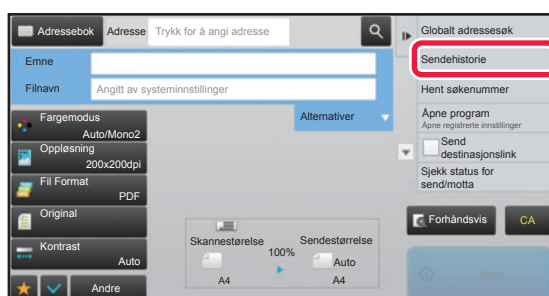 Adressebok Adresse Trykk for å angi adresse
Emne
Filnavn Angitt av systeminnstillinger
Alternativer
Fargemodus
Auto/Mono2
Oppløsning
200x200dpi
Fil Format
PDF
Original
Kontrast
Auto
Andre
Skannestørelse
100%
Sendestørrelse
Auto
A4
A4
Globalt adressesøk
Sendehistorie
Hent søkenummer
Åpne program
Åpne registrerte innstillinger
Send
destinasjonslink
Sjekk status for
send/motta
Forhåndsvis
CA
Start